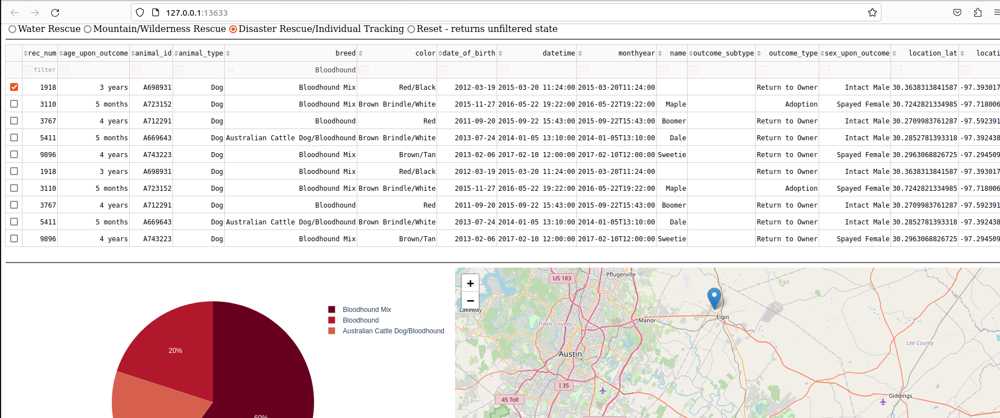 127.0.0.1:13633
Water Rescue Mountain/Wilderness Rescue Disaster Rescue/Individual Tracking Reset - returns unfiltered state
rec_num age_upon_outcome animal_id animal_type breed color date_of_birth datetime monthyear name outcome_subtype outcome_type sex_upon_outcome location_lat locati
Aa filter Aa Aa Aa Aa Bloodhound Aa Aa Aa Aa Aa Aa Aa Aa Aa Aa
1918 3 years A698931 Dog Bloodhound Mix Red/Black 2012-03-19 2015-03-20 11:24:00 2015-03-20T11:24:00 Return to Owner Intact Male 30.3638313841587 -97.393017
3110 5 months A723152 Dog Bloodhound Mix Brown Brindle/White 2015-11-27 2016-05-22 19:22:00 2016-05-22T19:22:00 Maple Adoption Spayed Female 30.7242821334985 -97.718006
3767 4 years A712291 Dog Bloodhound Red 2011-09-20 2015-09-22 15:43:00 2015-09-22T15:43:00 Boomer Return to Owner Intact Male 30.2709983761287 -97.592391
5411 5 months A669643 Dog Australian Cattle Dog/Bloodhound Brown Brindle/White 2013-07-24 2014-01-05 13:10:00 2014-01-05T13:10:00 Dale Return to Owner Intact Male 30.2852781393318 -97.392438
9896 4 years A743223 Dog Bloodhound Mix Brown/Tan 2013-02-06 2017-02-10 12:00:00 2017-02-10T12:00:00 Sweetie Return to Owner Spayed Female 30.2963068826725 -97.294509
1918 3 years A698931 Dog Bloodhound Mix Red/Black 2012-03-19 2015-03-20 11:24:00 2015-03-20T11:24:00 Return to Owner Intact Male 30.3638313841587 -97.393017
3110 5 months A723152 Dog Bloodhound Mix Brown Brindle/White 2015-11-27 2016-05-22 19:22:00 2016-05-22T19:22:00 Maple Adoption Spayed Female 30.7242821334985 -97.718006
3767 4 years A712291 Dog Bloodhound Red 2011-09-20 2015-09-22 15:43:00 2015-09-22T15:43:00 Boomer Return to Owner Intact Male 30.2709983761287 -97.592391
5411 5 months A669643 Dog Australian Cattle Dog/Bloodhound Brown Brindle/White 2013-07-24 2014-01-05 13:10:00 2014-01-05T13:10:00 Dale Return to Owner Intact Male 30.2852781393318 -97.392438
9896 4 years A743223 Dog Bloodhound Mix Brown/Tan 2013-02-06 2017-02-10 12:00:00 2017-02-10T12:00:00 Sweetie Return to Owner Spayed Female 30.2963068826725 -97.294509
Bloodhound Mix
Bloodhound
Australian Cattle Dog/Bloodhound
20%
60%
+
−
US 183
Pflugerville
Lakeway
Travis County
Manor
Elgin
Lee County
Austin
I 35
45 Toll
Giddings